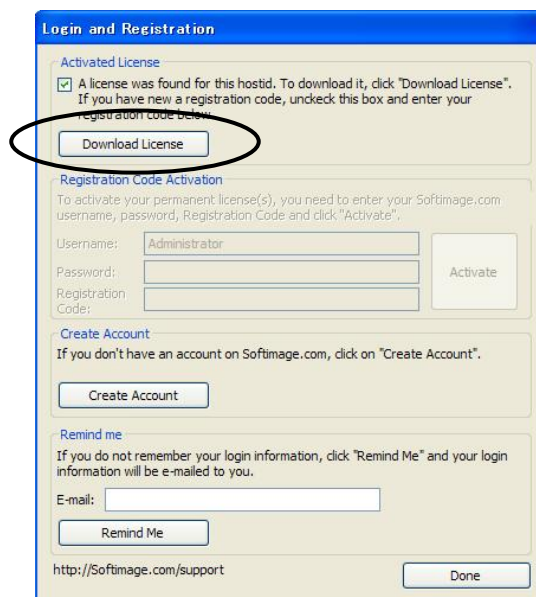 Login and Registration
Activated License
A license was found for this hostid. To download it, click "Download License".
If you have new a registration code, unckeck this box and enter your
registration code below.
Download License
Registration Code Activation
To activate your permanent license(s), you need to enter your Softimage.com
username, password, Registration Code and click "Activate".
Username:
Administrator
Password:
Activate
Registration
Code:
Create Account
If you don't have an account on Softimage.com, click on "Create Account".
Create Account
Remind me
If you do not remember your login information, click "Remind Me" and your login
information will be e-mailed to you.
E-mail:
Remind Me
http://Softimage.com/support
Done